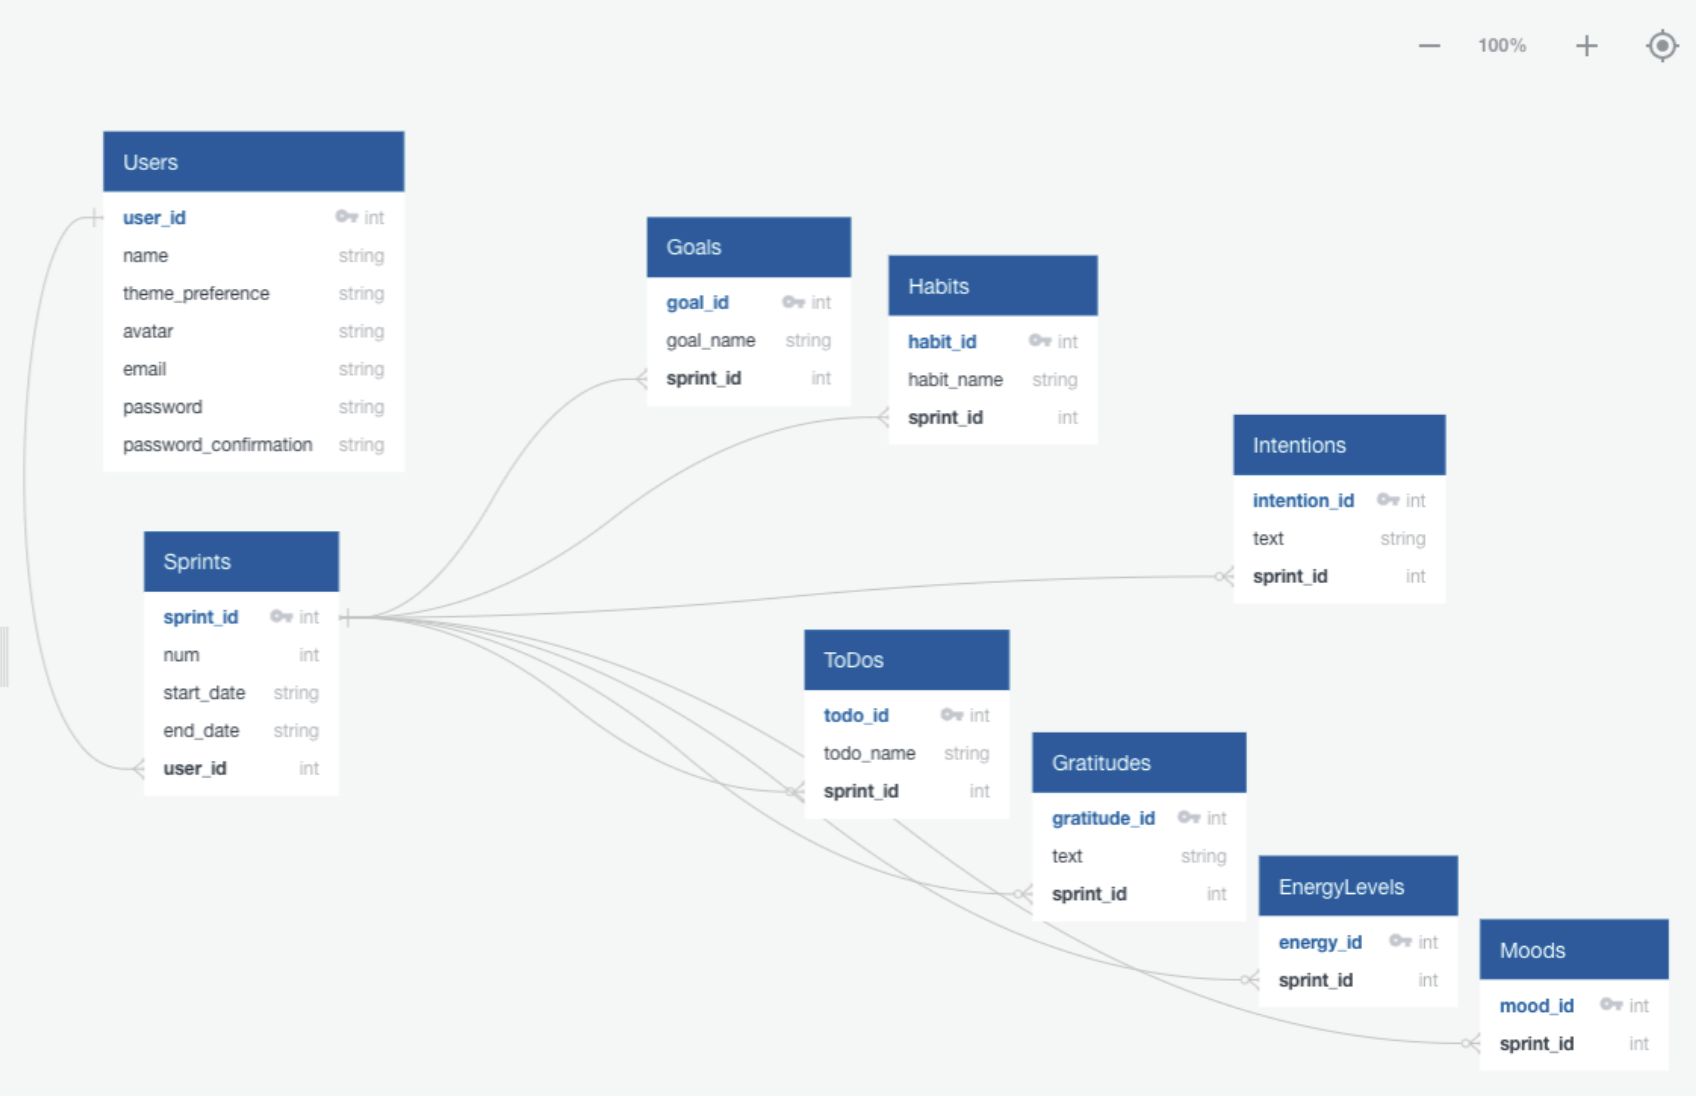 100%
Users
user_id int
name string
theme_preference string
avatar string
email string
password string
password_confirmation string
Sprints
sprint_id int
num int
start_date string
end_date string
user_id int
Goals
goal_id int
goal_name string
sprint_id int
Habits
habit_id int
habit_name string
sprint_id int
Intentions
intention_id int
text string
sprint_id int
ToDos
todo_id int
todo_name string
sprint_id int
Gratitudes
gratitude_id int
text string
sprint_id int
EnergyLevels
energy_id int
sprint_id int
Moods
mood_id int
sprint_id int